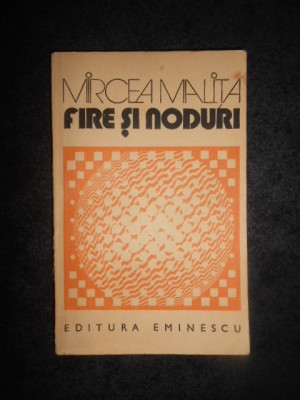 MIRCEA MALIȚA
FIRE ȘI NODURI
EDITURA EMINESCU